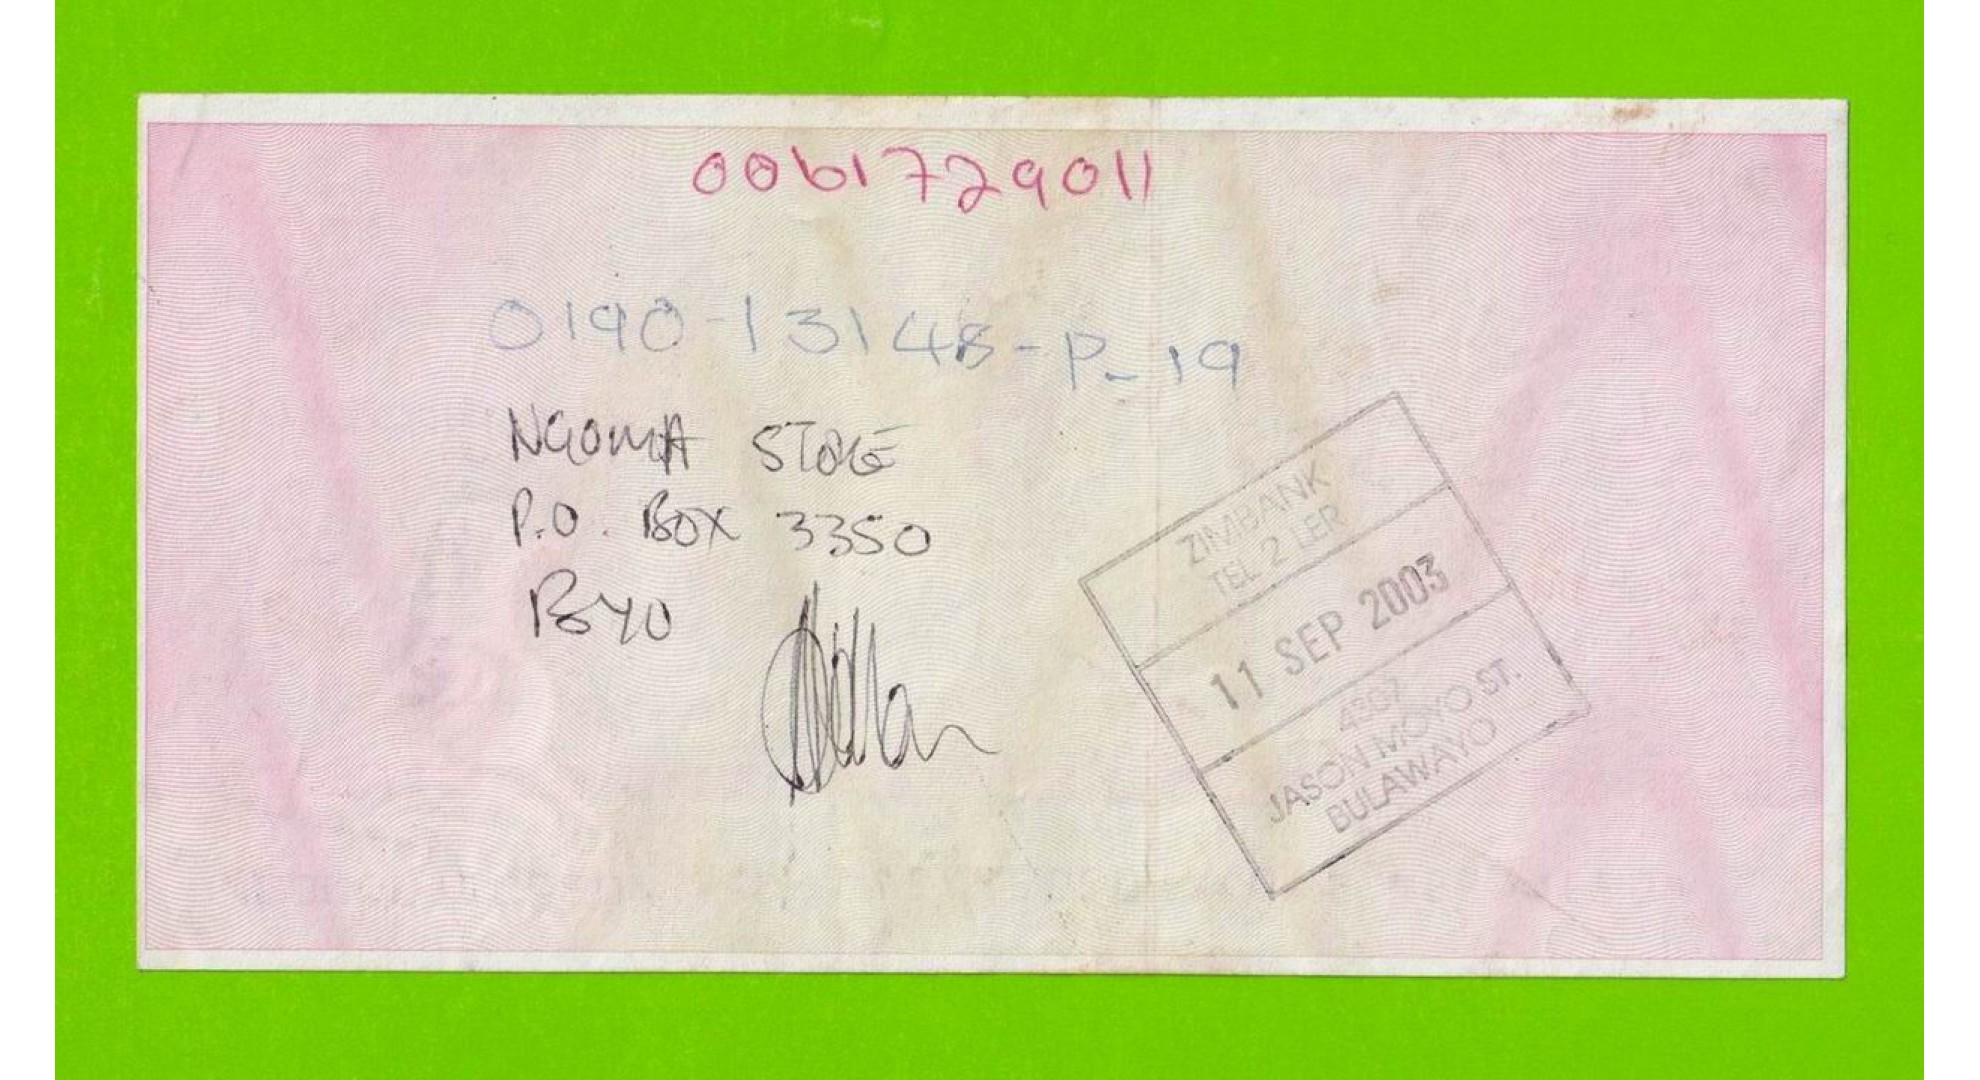 0061729011
0190-13148-P-19
NGOMA STORE
P.O. BOX 3350
BYO
ZIMBANK
TEL 2 LER
11 SEP 2003
4307
JASON MOYO ST.
BULAWAYO